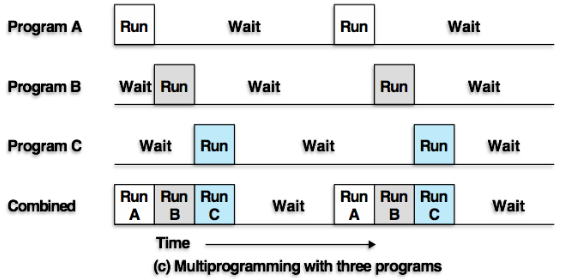 Program A Run Wait Run Wait
Program B Wait Run Wait Run Wait
Program C Wait Run Wait Run Wait
Combined Run A Run B Run C Wait Run A Run B Run C Wait
Time
(c) Multiprogramming with three programs